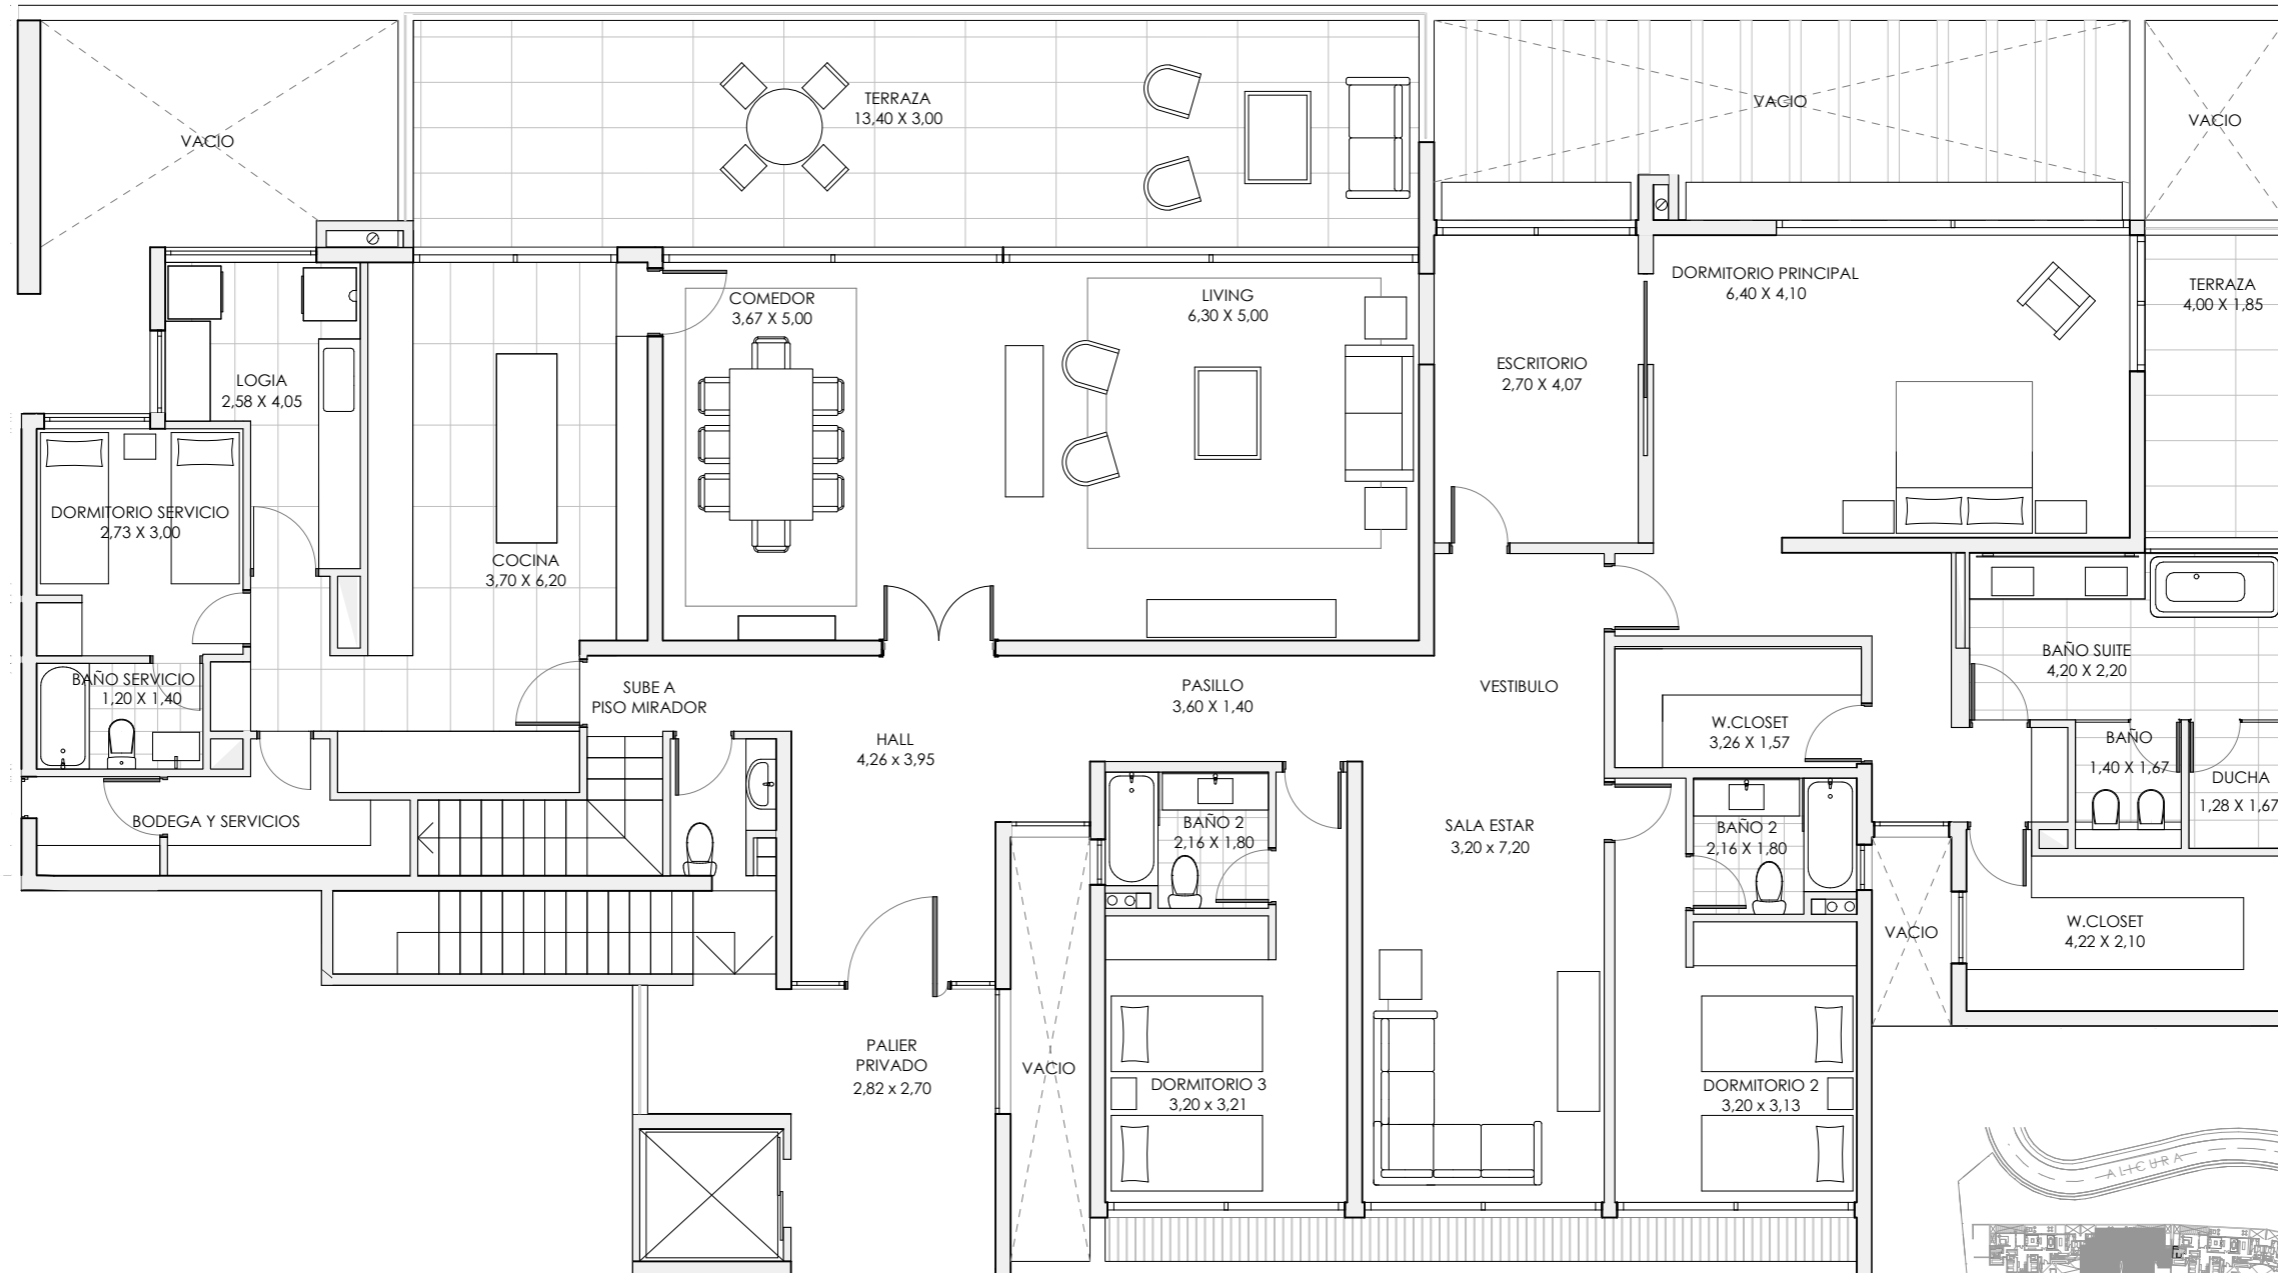 VACIO
TERRAZA
13,40 X 3,00
VACIO
VACIO
COMEDOR
3,67 X 5,00
LIVING
6,30 X 5,00
DORMITORIO PRINCIPAL
6,40 X 4,10
TERRAZA
4,00 X 1,85
LOGIA
2,58 X 4,05
ESCRITORIO
2,70 X 4,07
DORMITORIO SERVICIO
2,73 X 3,00
COCINA
3,70 X 6,20
BAÑO SERVICIO
1,20 X 1,40
SUBE A
PISO MIRADOR
PASILLO
3,60 X 1,40
VESTIBULO
BAÑO SUITE
4,20 X 2,20
HALL
4,26 x 3,95
W.CLOSET
3,26 X 1,57
BAÑO
1,40 X 1,67
DUCHA
1,28 X 1,67
BODEGA Y SERVICIOS
BAÑO 2
2,16 X 1,80
SALA ESTAR
3,20 x 7,20
BAÑO 2
2,16 X 1,80
VACIO
W.CLOSET
4,22 X 2,10
PALIER
PRIVADO
2,82 x 2,70
VACIO
DORMITORIO 3
3,20 x 3,21
DORMITORIO 2
3,20 x 3,13
ALICURA